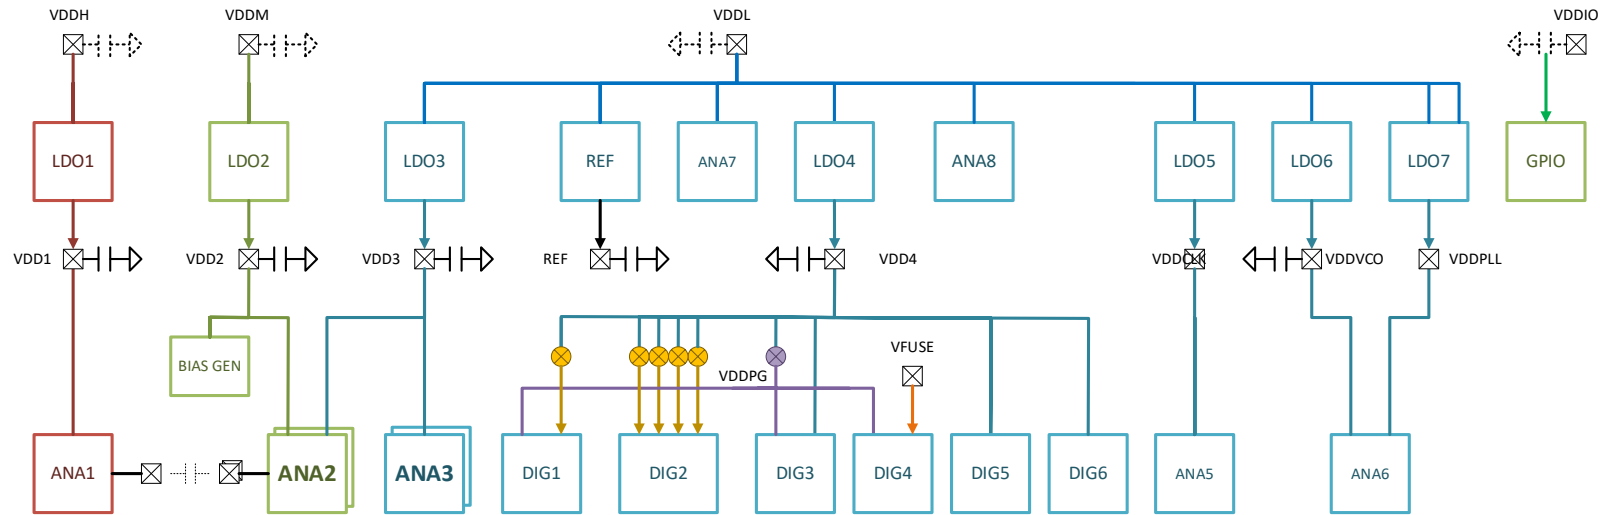 VDDH
VDDM
VDDL
VDDIO
LDO1
LDO2
LDO3
REF
ANA7
LDO4
ANA8
LDO5
LDO6
LDO7
GPIO
VDD1
VDD2
VDD3
REF
VDD4
VDDCLK
VDDVCO
VDDPLL
VFUSE
BIAS GEN
VDDPG
ANA1
ANA2
ANA3
DIG1
DIG2
DIG3
DIG4
DIG5
DIG6
ANA5
ANA6